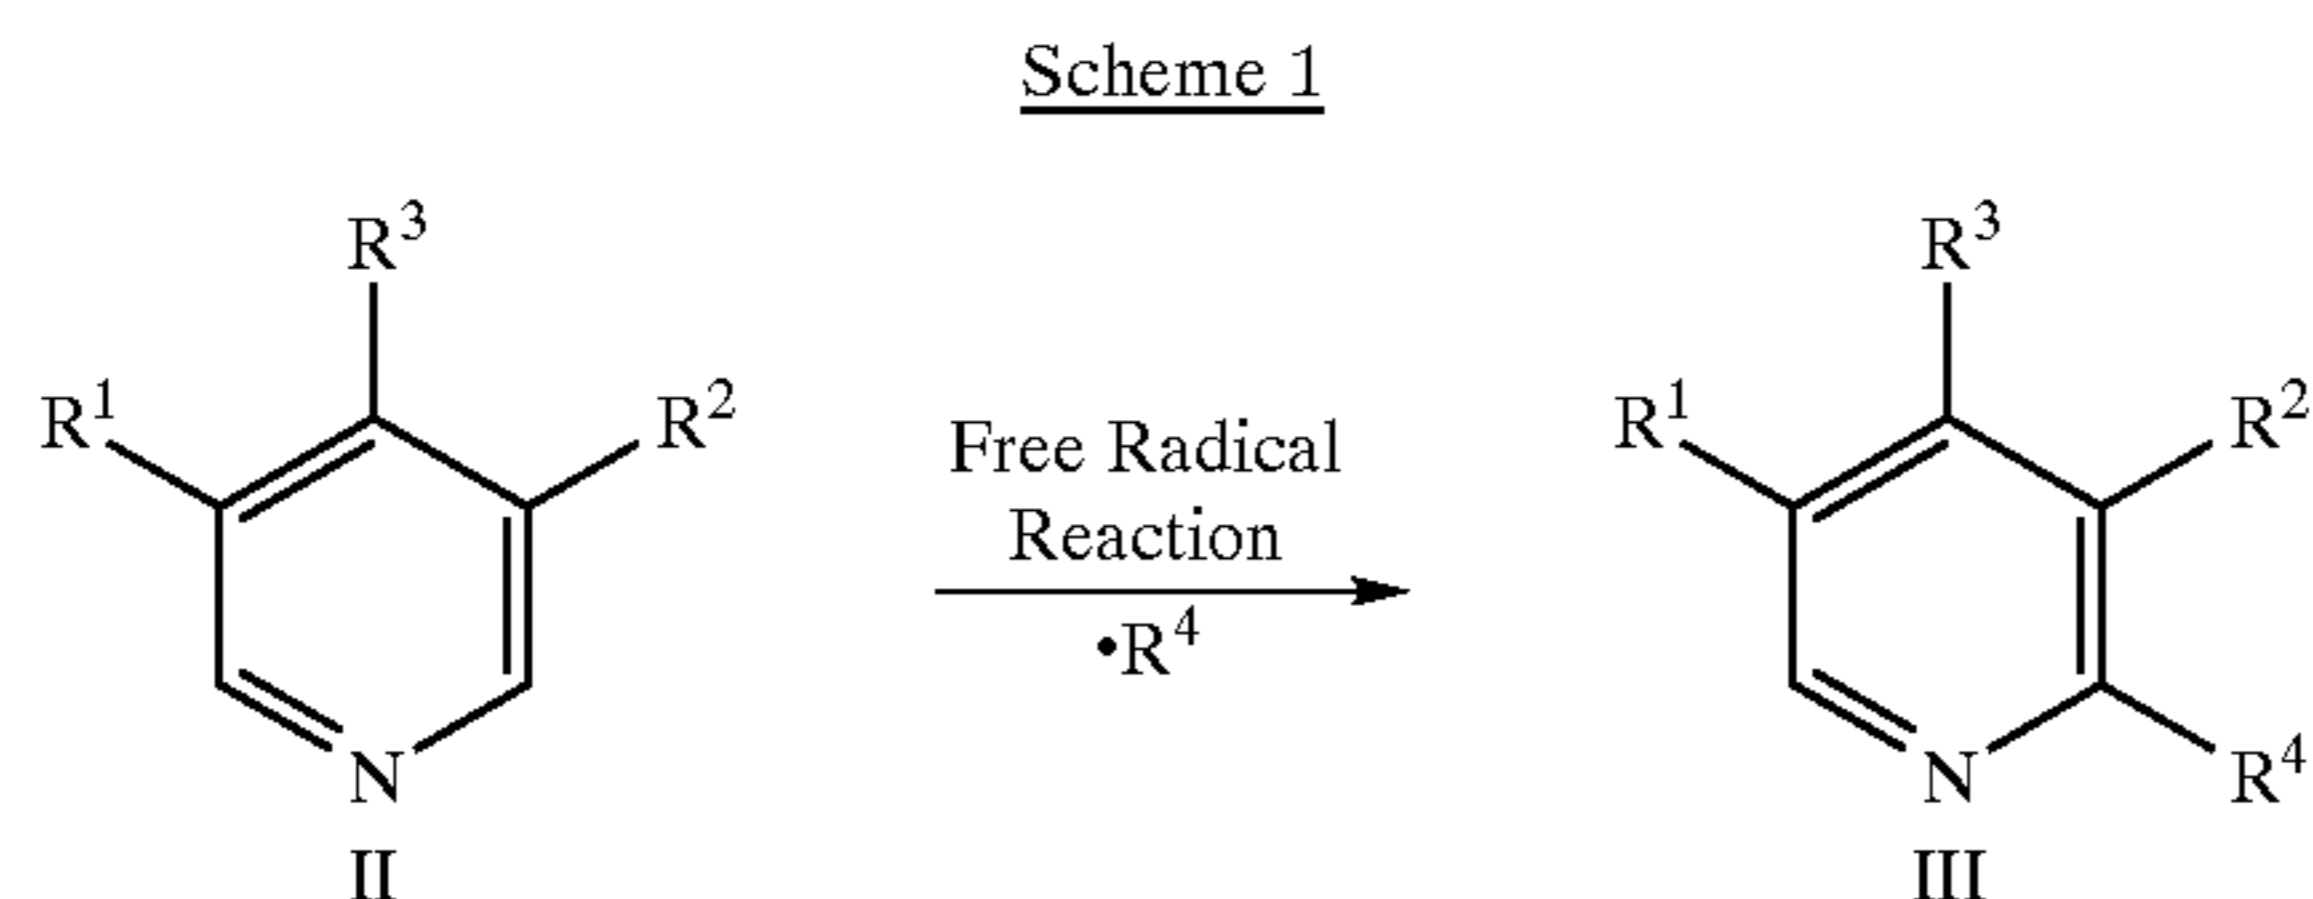 Scheme 1
R³
R¹
R²
N
II
Free Radical
Reaction
•R⁴
R³
R¹
R²
N
R⁴
III